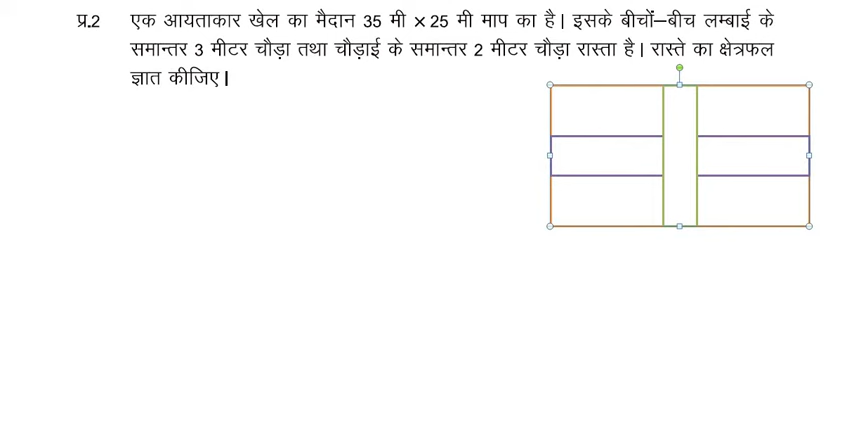 प्र.2 एक आयताकार खेल का मैदान 35 मी × 25 मी माप का है। इसके बीचों–बीच लम्बाई के
समान्तर 3 मीटर चौड़ा तथा चौड़ाई के समान्तर 2 मीटर चौड़ा रास्ता है। रास्ते का क्षेत्रफल
ज्ञात कीजिए।